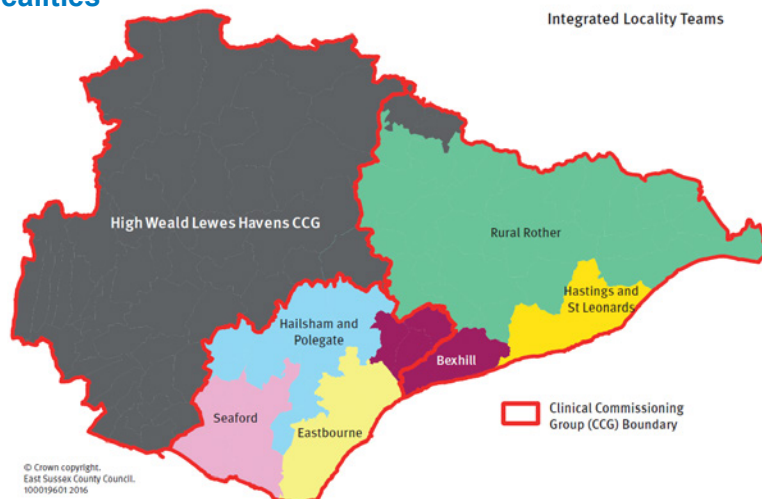 Integrated Locality Teams
High Weald Lewes Havens CCG
Rural Rother
Hastings and
St Leonards
Hailsham and
Polegate
Bexhill
Seaford
Eastbourne
Clinical Commissioning
Group (CCG) Boundary
© Crown copyright.
East Sussex County Council.
100019601 2016